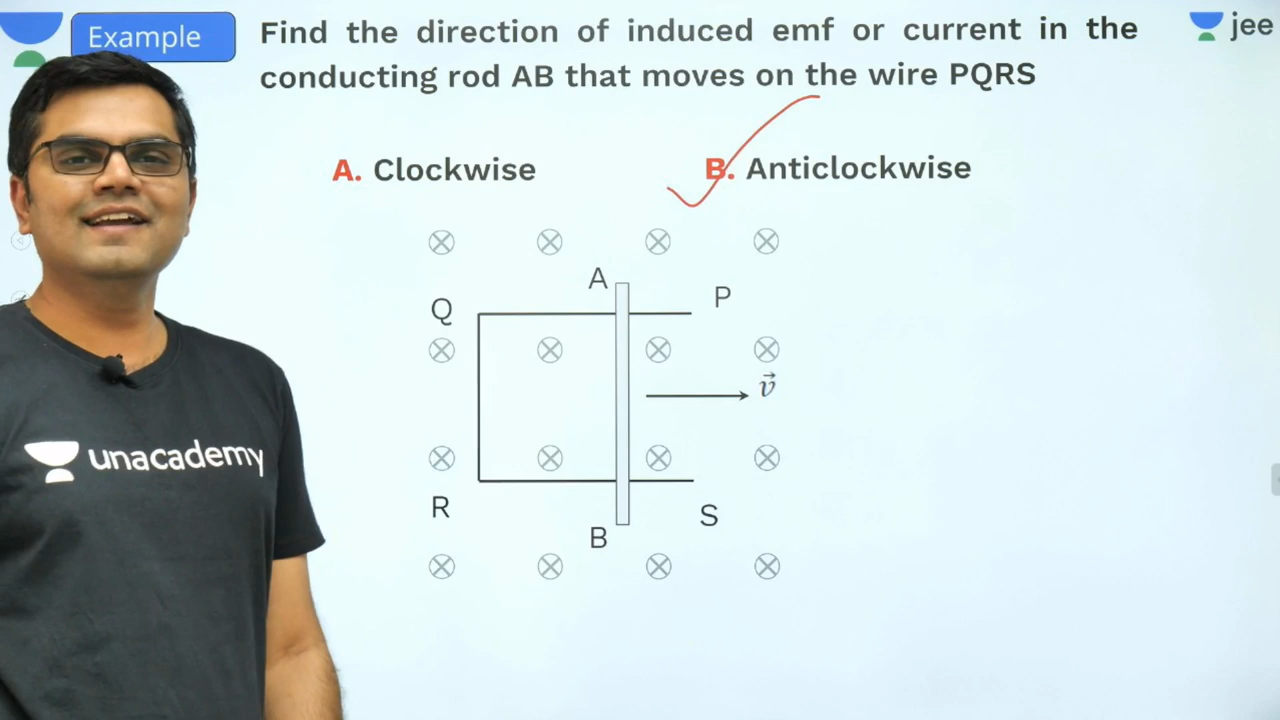 Example
Find the direction of induced emf or current in the
conducting rod AB that moves on the wire PQRS
jee
A. Clockwise
B. Anticlockwise
A
Q
P
v
R
S
B
unacademy